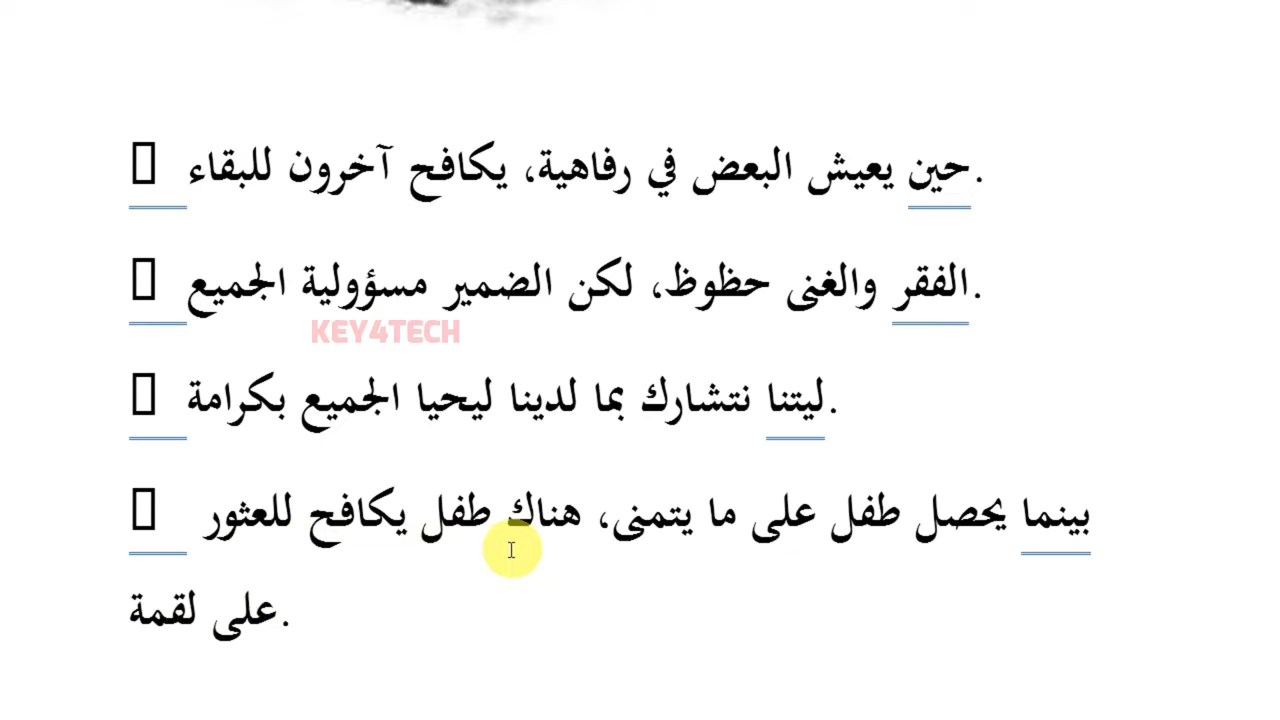 حين يعيش البعض في رفاهية، يكافح آخرون للبقاء.
الفقر والغنى حظوظ، لكن الضمير مسؤولية الجميع.
KEY4TECH
ليتنا نتشارك بما لدينا ليحيا الجميع بكرامة.
بينما يحصل طفل على ما يتمنى، هناك طفل يكافح للعثور
على لقمة.